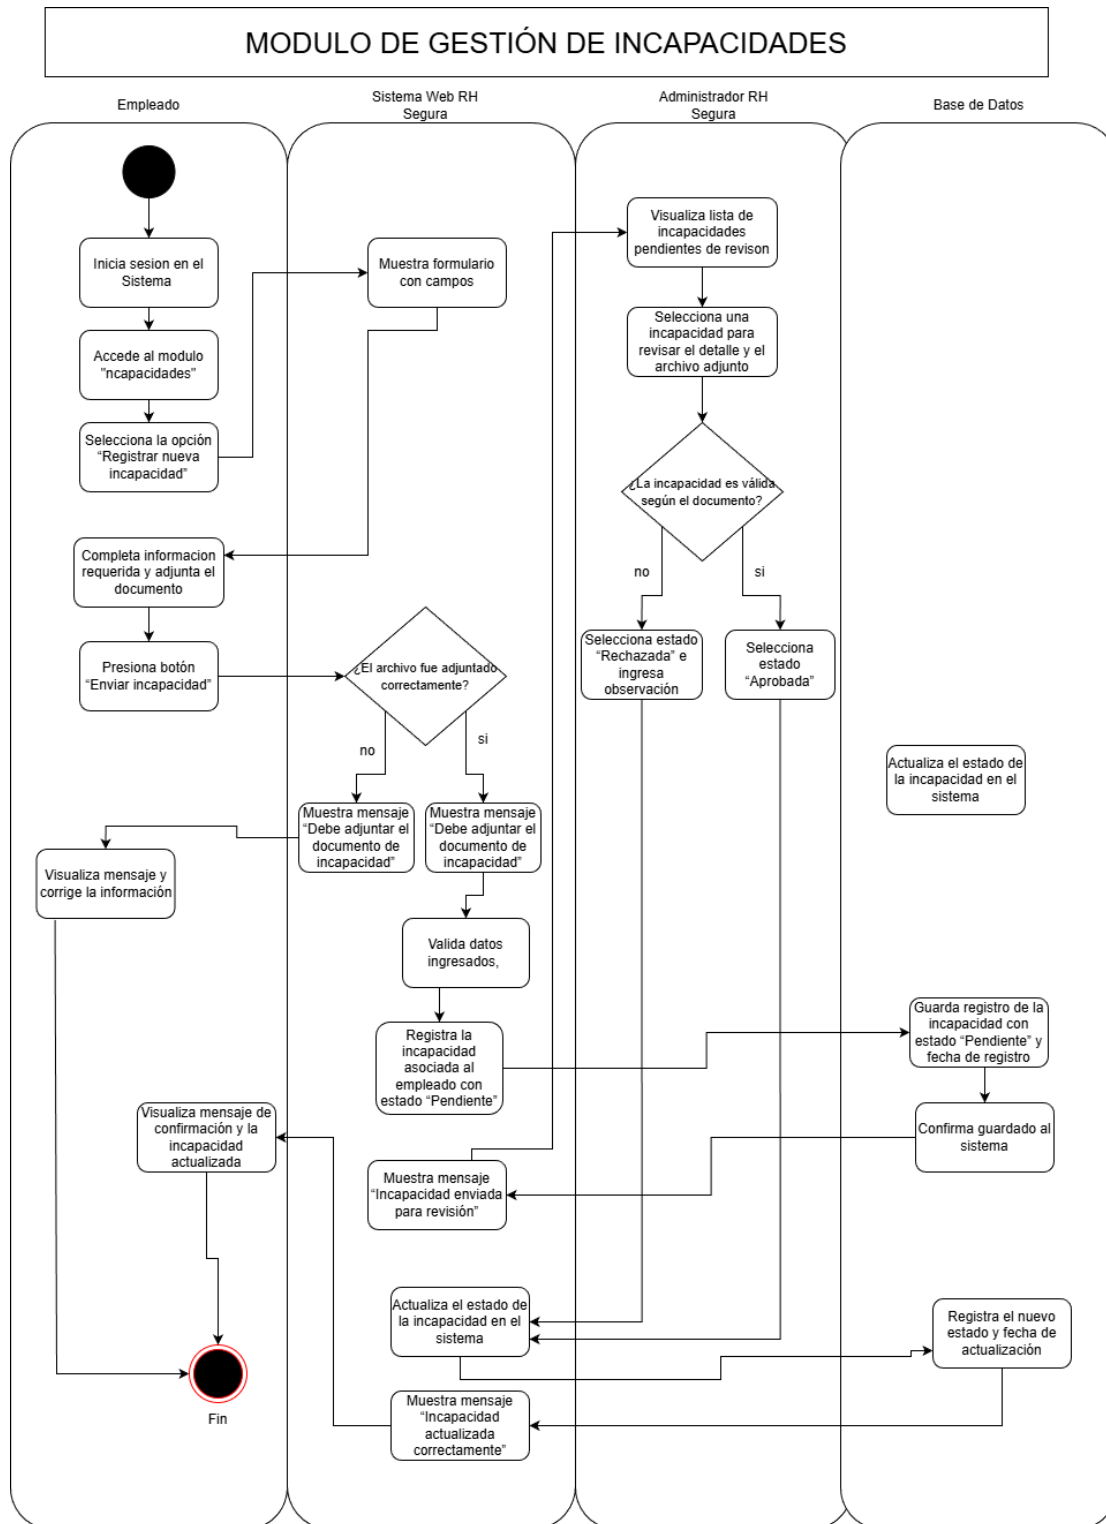 MODULO DE GESTIÓN DE INCAPACIDADES
Empleado
Sistema Web RH
Segura
Administrador RH
Segura
Base de Datos
Inicia sesion en el
Sistema
Accede al modulo
"ncapacidades"
Selecciona la opción
“Registrar nueva
incapacidad”
Muestra formulario
con campos
Completa informacion
requerida y adjunta el
documento
Presiona botón
“Enviar incapacidad”
¿El archivo fue adjuntado
correctamente?
no
si
Muestra mensaje
“Debe adjuntar el
documento de
incapacidad”
Muestra mensaje
“Debe adjuntar el
documento de
incapacidad”
Visualiza mensaje y
corrige la información
Valida datos
ingresados,
Registra la
incapacidad
asociada al
empleado con
estado “Pendiente”
Guarda registro de la
incapacidad con
estado “Pendiente” y
fecha de registro
Confirma guardado al
sistema
Muestra mensaje
“Incapacidad enviada
para revisión”
Visualiza lista de
incapacidades
pendientes de revison
Selecciona una
incapacidad para
revisar el detalle y el
archivo adjunto
¿La incapacidad es válida
según el documento?
no
si
Selecciona estado
“Rechazada” e
ingresa
observación
Selecciona
estado
“Aprobada”
Actualiza el estado de
la incapacidad en el
sistema
Actualiza el estado de
la incapacidad en el
sistema
Registra el nuevo
estado y fecha de
actualización
Muestra mensaje
“Incapacidad
actualizada
correctamente”
Visualiza mensaje de
confirmación y la
incapacidad
actualizada
Fin